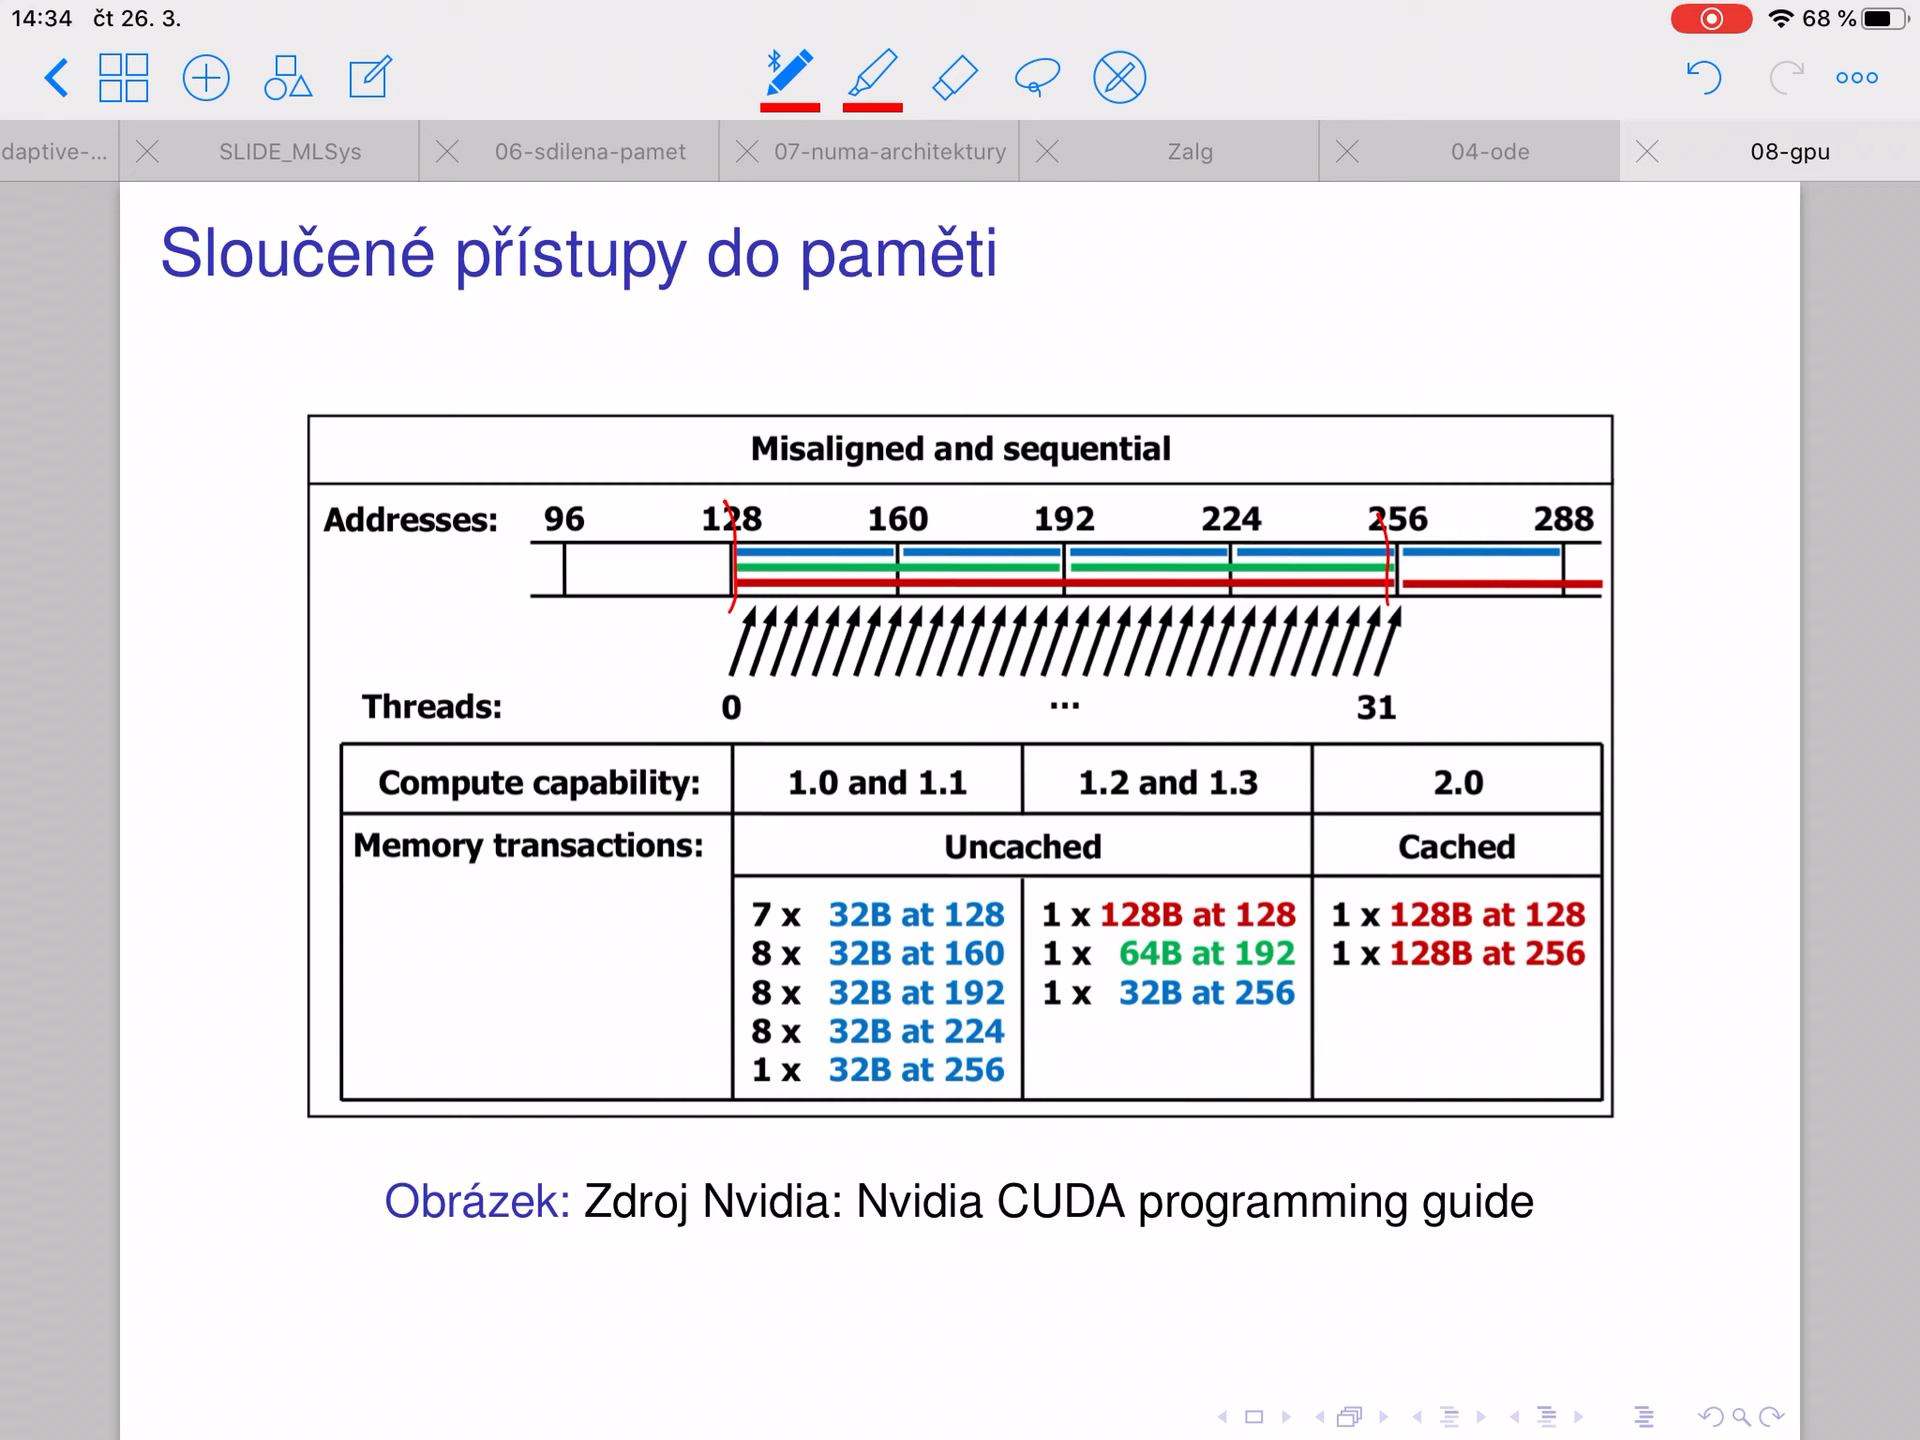 14:34 čt 26. 3. 68 %
daptive-... SLIDE_MLSys 06-sdilena-pamet 07-numa-architektury Zalg 04-ode 08-gpu
Sloučené přístupy do paměti
Misaligned and sequential
Addresses: 96 128 160 192 224 256 288
Threads: 0 ... 31
Compute capability: 1.0 and 1.1 1.2 and 1.3 2.0
Memory transactions: Uncached Cached
7 x 32B at 128 1 x 128B at 128 1 x 128B at 128
8 x 32B at 160 1 x 64B at 192 1 x 128B at 256
8 x 32B at 192 1 x 32B at 256
8 x 32B at 224
1 x 32B at 256
Obrázek: Zdroj Nvidia: Nvidia CUDA programming guide